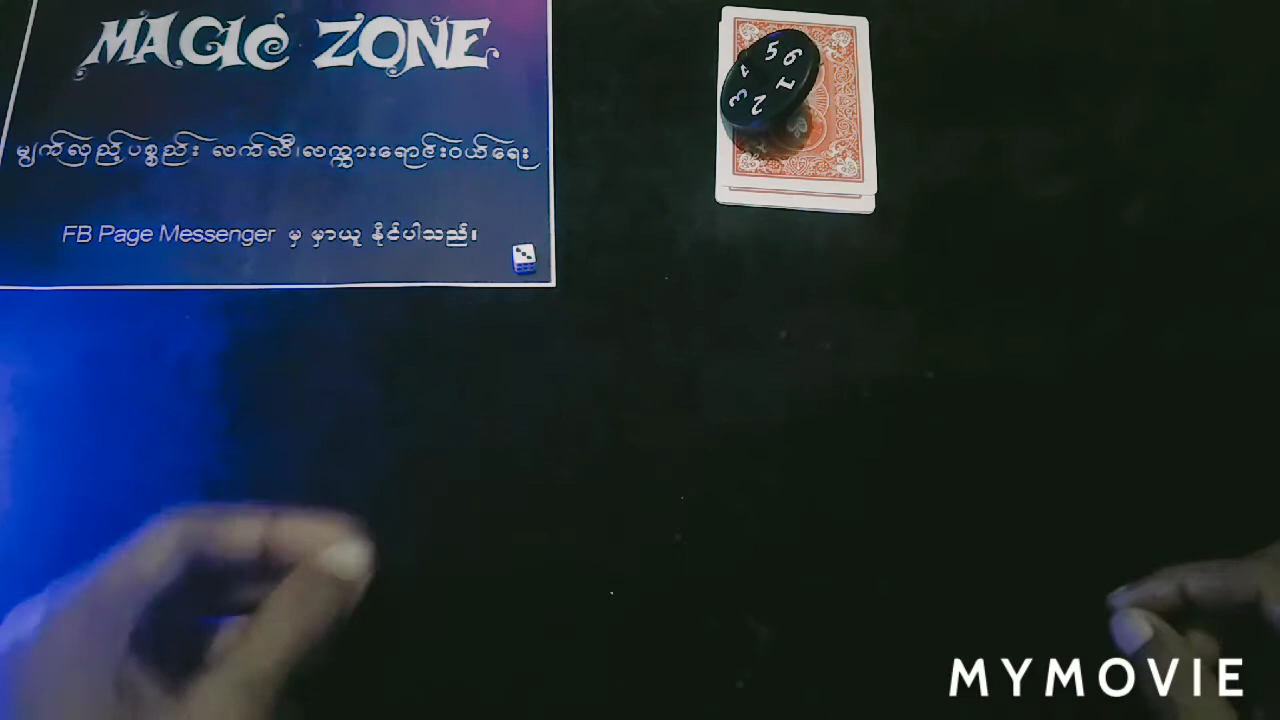 MAGIC ZONE
မျက်လှည့်ပစ္စည်း လက်လီ၊လက္ကားရောင်းဝယ်ရေး
FB Page Messenger မှ မှာယူ နိုင်ပါသည်။
1 2 3 4 5 6
MYMOVIE